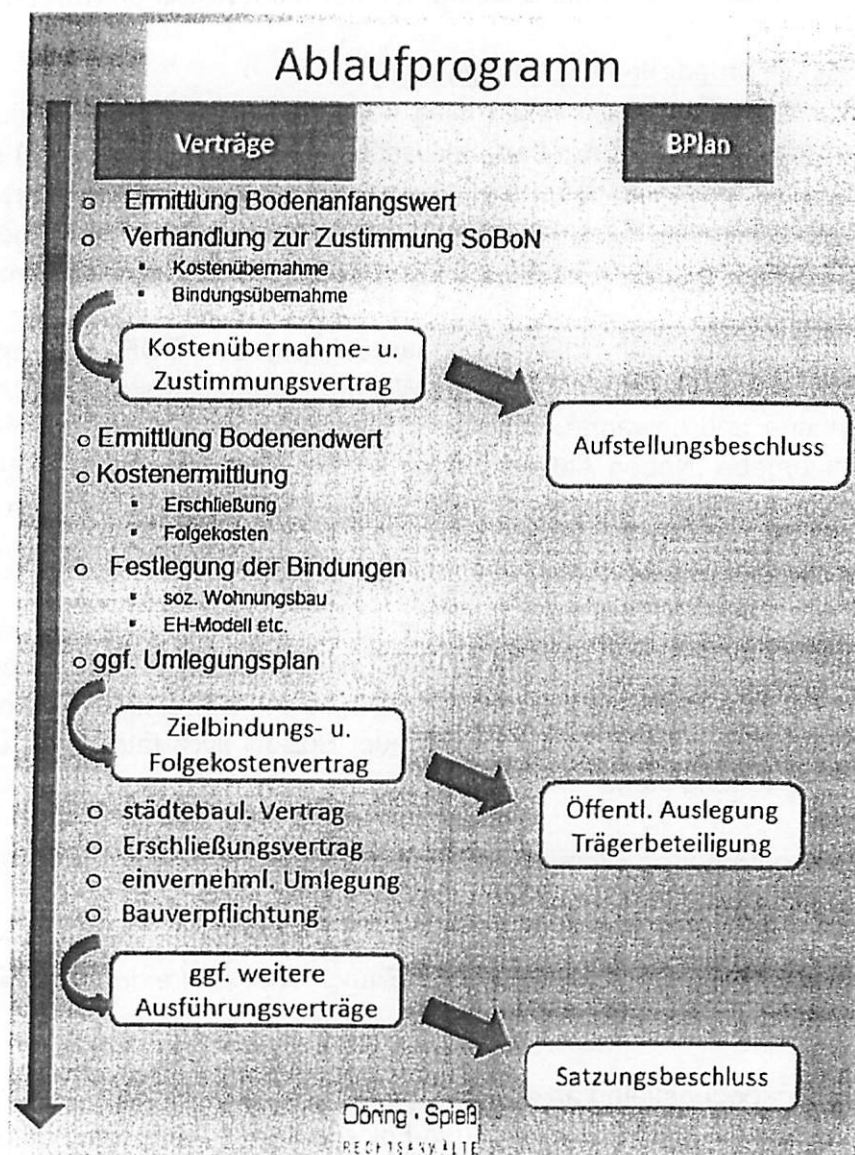 Ablaufprogramm
Verträge
BPlan
o Ermittlung Bodenanfangswert
o Verhandlung zur Zustimmung SoBoN
▪ Kostenübernahme
▪ Bindungsübernahme
Kostenübernahme- u.
Zustimmungsvertrag
Aufstellungsbeschluss
o Ermittlung Bodenendwert
o Kostenermittlung
▪ Erschließung
▪ Folgekosten
o Festlegung der Bindungen
▪ soz. Wohnungsbau
▪ EH-Modell etc.
o ggf. Umlegungsplan
Zielbindungs- u.
Folgekostenvertrag
Öffentl. Auslegung
Trägerbeteiligung
o städtebaul. Vertrag
o Erschließungsvertrag
o einvernehml. Umlegung
o Bauverpflichtung
ggf. weitere
Ausführungsverträge
Satzungsbeschluss
Döring · Spieß
RECHTSANWÄLTE